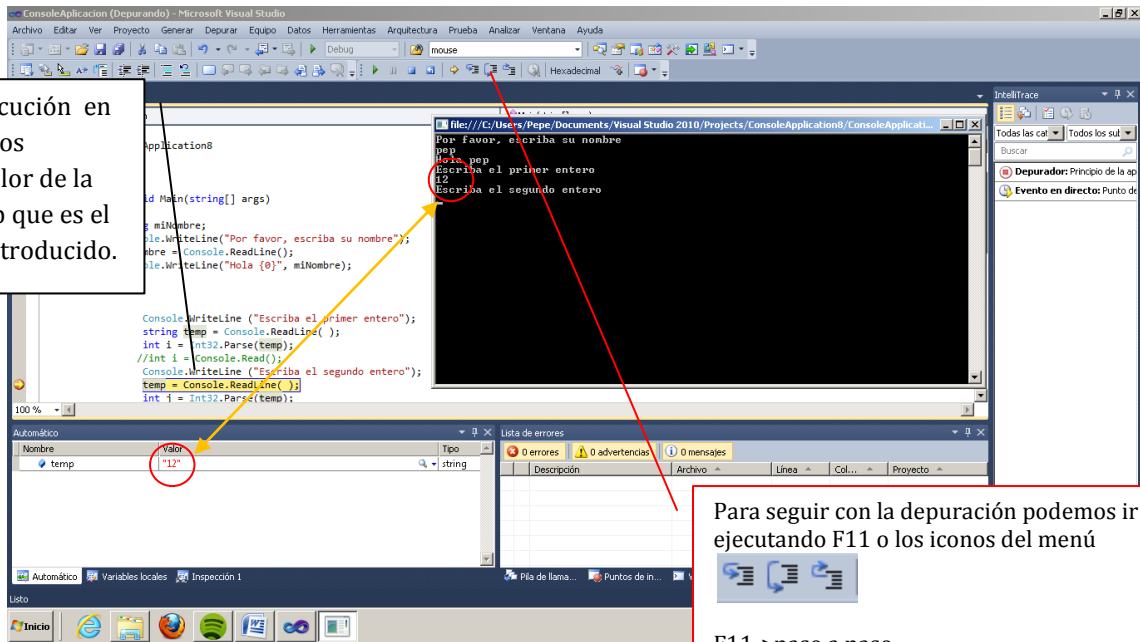 ConsoleAplicacion (Depurando) - Microsoft Visual Studio
Archivo Editar Ver Proyecto Generar Depurar Equipo Datos Herramientas Arquitectura Prueba Analizar Ventana Ayuda
Debug mouse
Hexadecimal
cución en
os
lor de la
o que es el
troducido.
Application8
id Main(string[] args)
g miNombre;
ole.WriteLine("Por favor, escriba su nombre");
mbre = Console.ReadLine();
ole.WriteLine("Hola {0}", miNombre);
Console.WriteLine ("Escriba el primer entero");
string temp = Console.ReadLine( );
int i = Int32.Parse(temp);
//int i = Console.Read();
Console.WriteLine ("Escriba el segundo entero");
temp = Console.ReadLine( );
int j = Int32.Parse(temp);
100 %
file:///C:/Users/Pepe/Documents/Visual Studio 2010/Projects/ConsoleApplication8/ConsoleApplicati...
Por favor, escriba su nombre
pep
Hola pep
Escriba el primer entero
12
Escriba el segundo entero
IntelliTrace
Todas las cat Todos los sul
Buscar
Depurador: Principio de la ap
Evento en directo: Punto de
Automático
Nombre Valor Tipo
temp "12" string
Automático Variables locales Inspección 1
Lista de errores
0 errores 0 advertencias 0 mensajes
Descripción Archivo Línea Col... Proyecto
Pila de llama... Puntos de in...
Para seguir con la depuración podemos ir
ejecutando F11 o los iconos del menú
Listo
Inicio